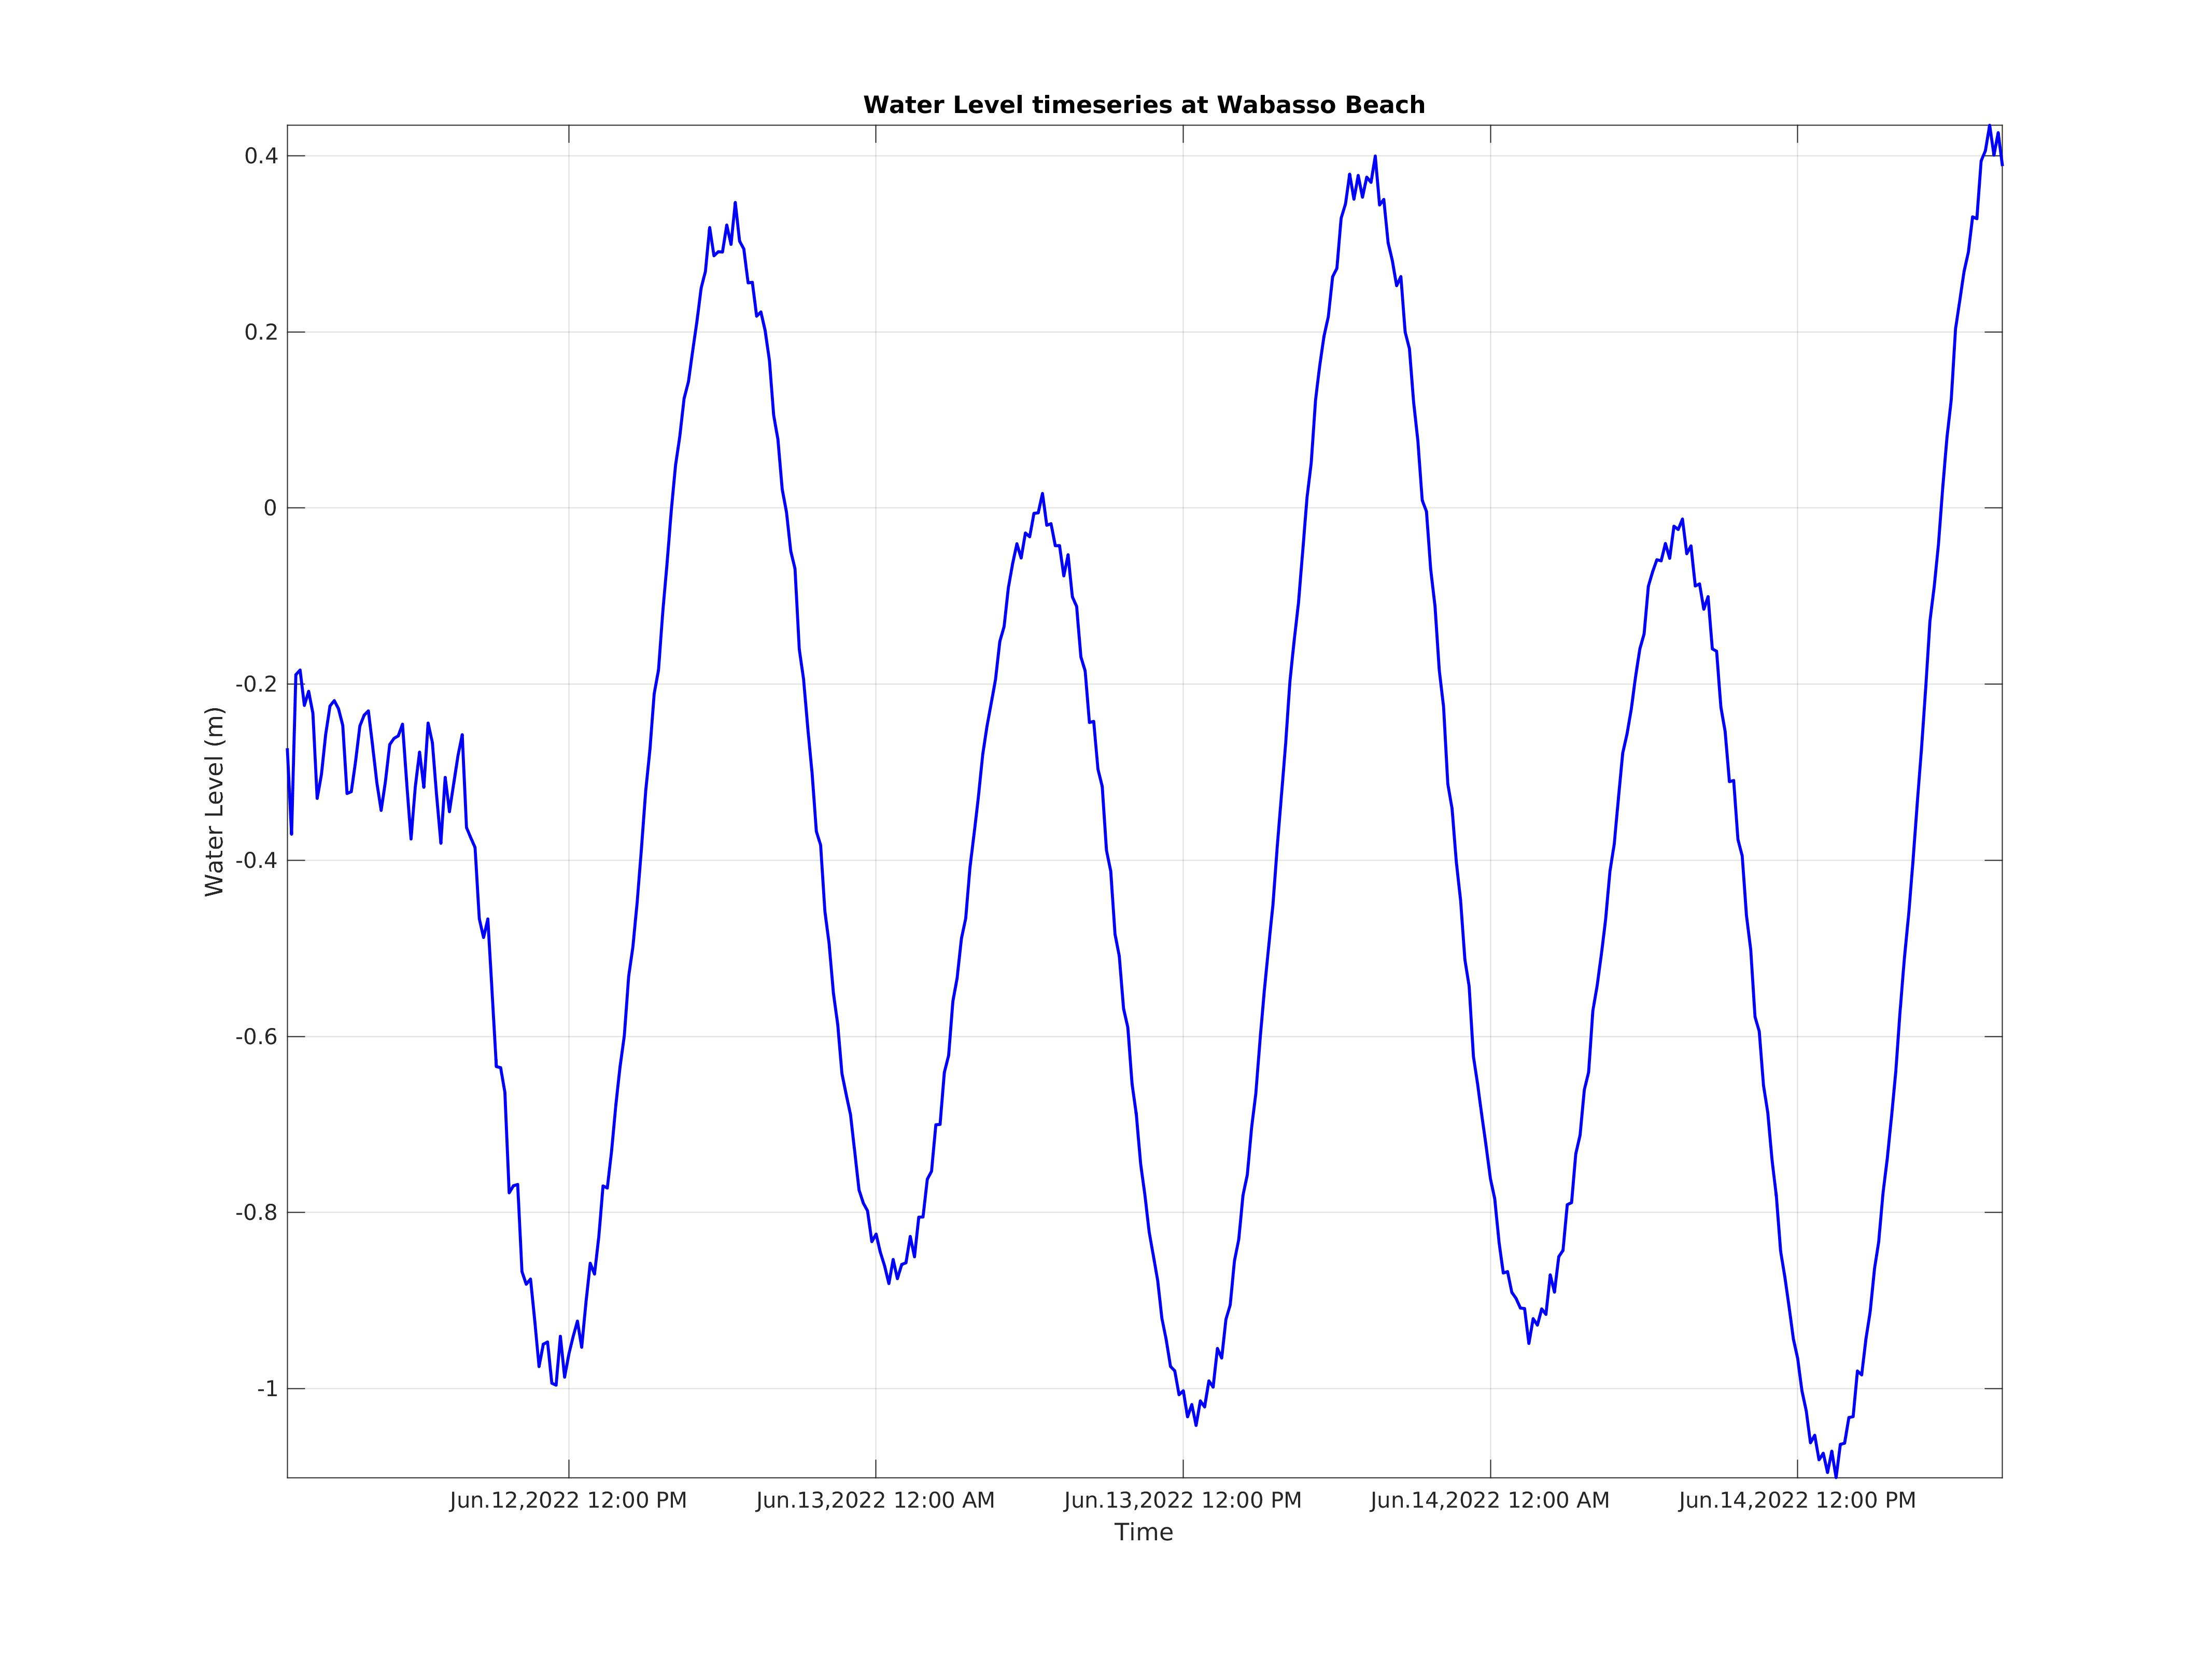 Water Level timeseries at Wabasso Beach
0.4
0.2
0
-0.2
-0.4
-0.6
-0.8
-1
Water Level (m)
Jun.12,2022 12:00 PM
Jun.13,2022 12:00 AM
Jun.13,2022 12:00 PM
Jun.14,2022 12:00 AM
Jun.14,2022 12:00 PM
Time